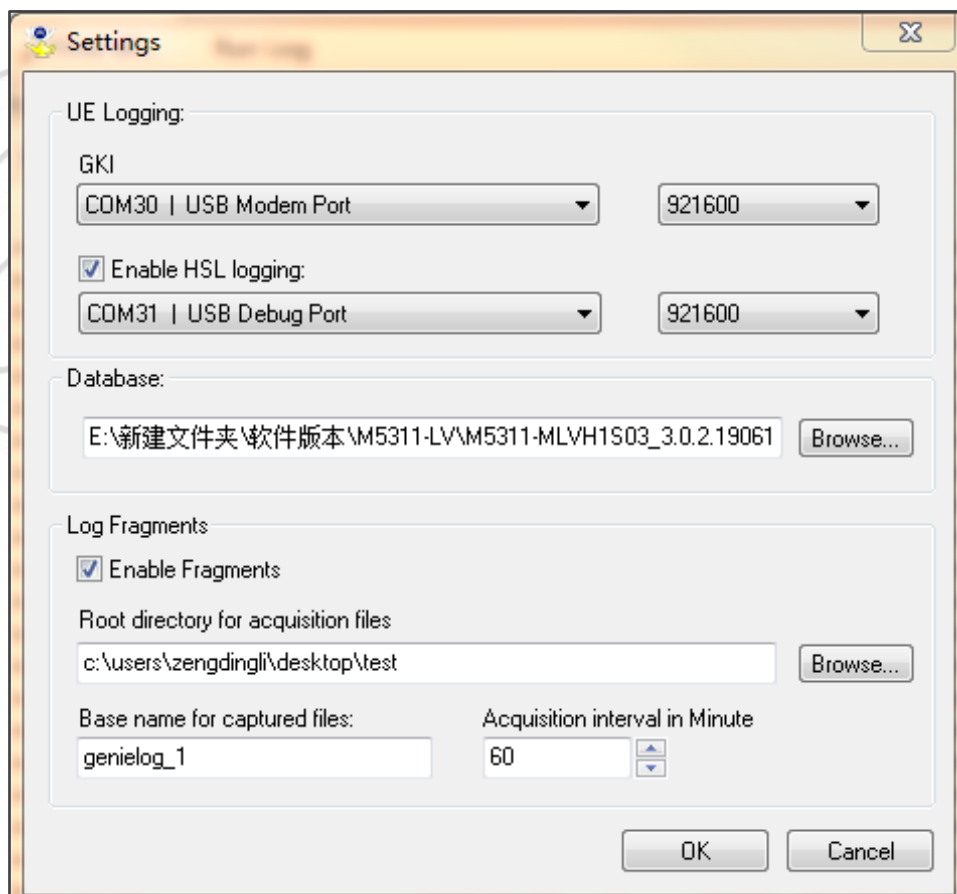 Settings
Run Log
UE Logging:
GKI
COM30 | USB Modem Port 921600
Enable HSL logging:
COM31 | USB Debug Port 921600
Database:
E:\新建文件夹\软件版本\M5311-LV\M5311-MLVH1S03_3.0.2.19061 Browse...
Log Fragments
Enable Fragments
Root directory for acquisition files
c:\users\zengdingli\desktop\test Browse...
Base name for captured files: Acquisition interval in Minute
genielog_1 60
OK Cancel